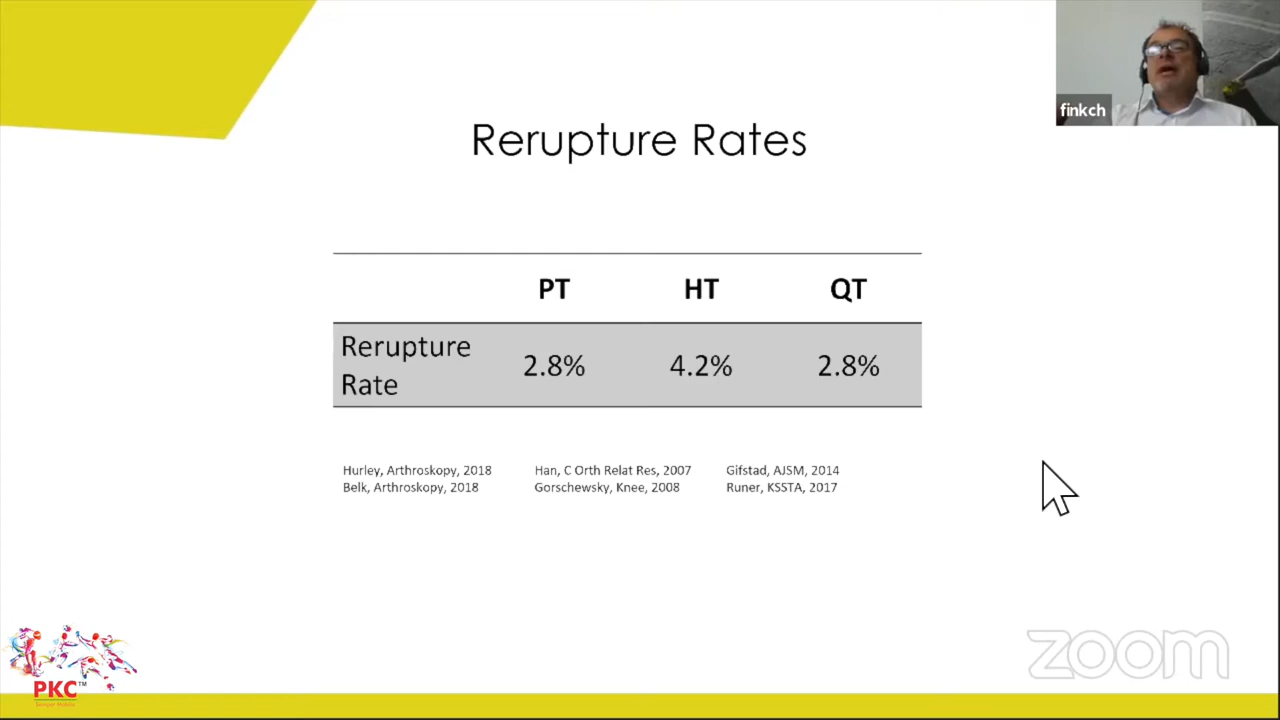 finkch
Rerupture Rates
PT HT QT
Rerupture
Rate
2.8% 4.2% 2.8%
Hurley, Arthroskopy, 2018 Han, C Orth Relat Res, 2007 Gifstad, AJSM, 2014
Belk, Arthroskopy, 2018 Gorschewsky, Knee, 2008 Runer, KSSTA, 2017
zoom
PKC™